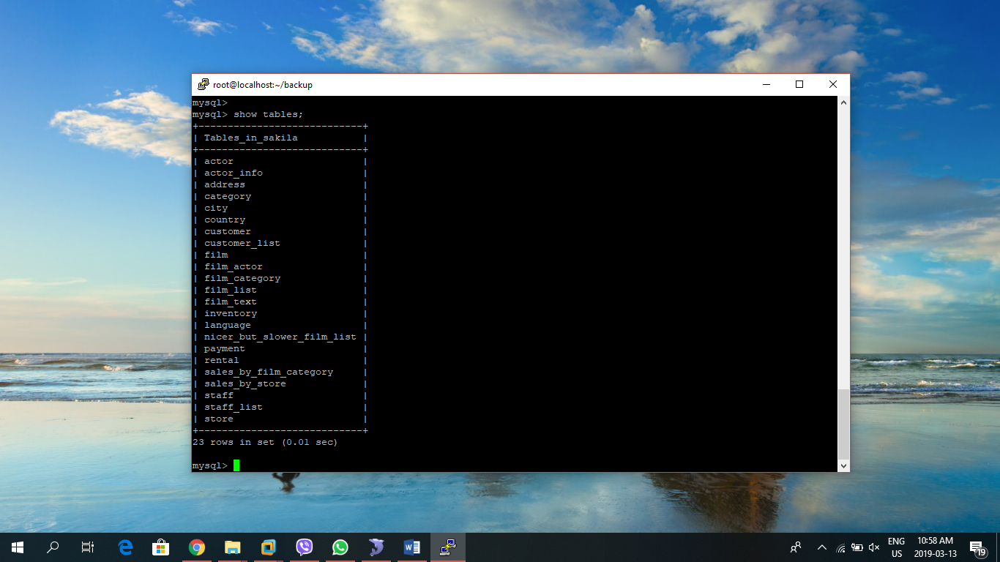 root@localhost:~/backup
mysql>
mysql> show tables;
+----------------------------+
| Tables_in_sakila           |
+----------------------------+
| actor                      |
| actor_info                 |
| address                    |
| category                   |
| city                       |
| country                    |
| customer                   |
| customer_list              |
| film                       |
| film_actor                 |
| film_category              |
| film_list                  |
| film_text                  |
| inventory                  |
| language                   |
| nicer_but_slower_film_list |
| payment                    |
| rental                     |
| sales_by_film_category     |
| sales_by_store             |
| staff                      |
| staff_list                 |
| store                      |
+----------------------------+
23 rows in set (0.01 sec)
mysql>
ENG 10:58 AM
US 2019-03-13
19